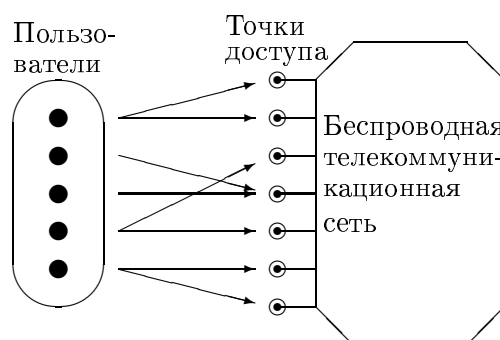 Пользо-
ватели
Точки
доступа
Беспроводная
телекоммуни-
кационная
сеть